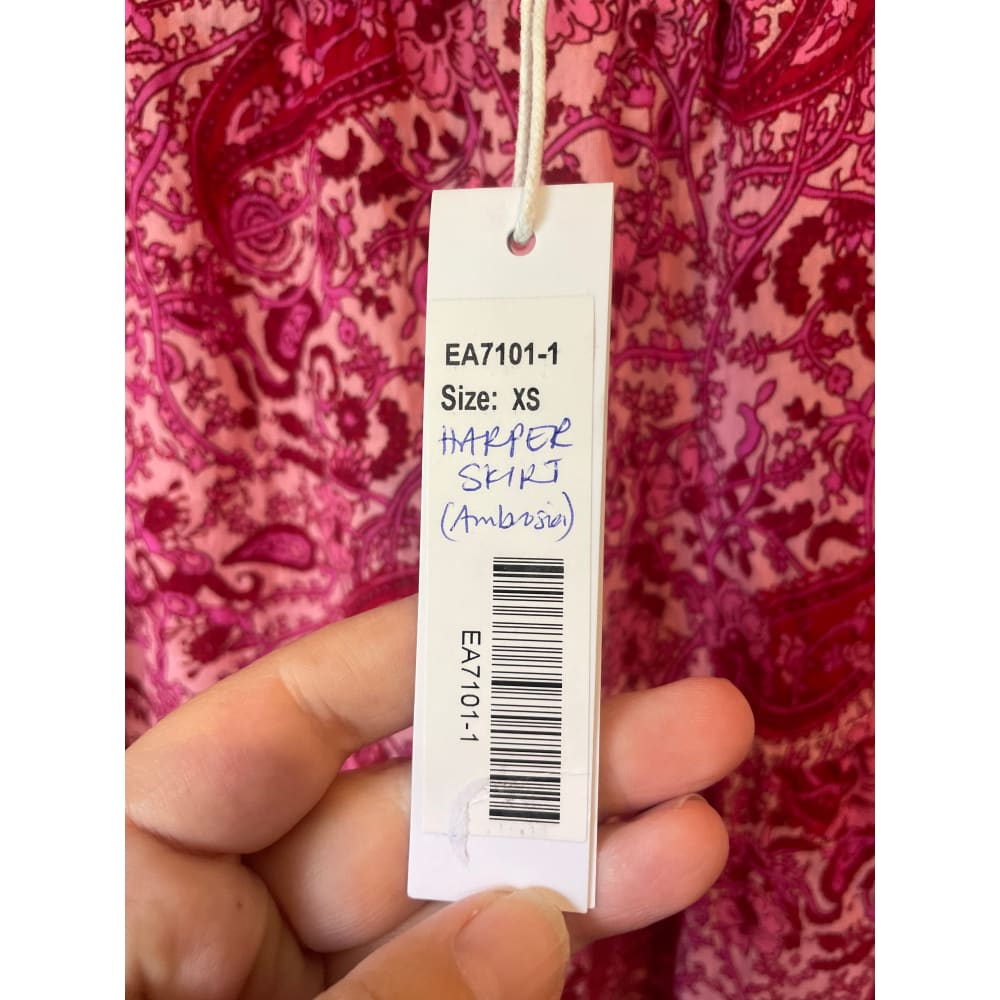 EA7101-1
Size: XS
HARPER
SKIRT
(Ambrosia)
EA7101-1